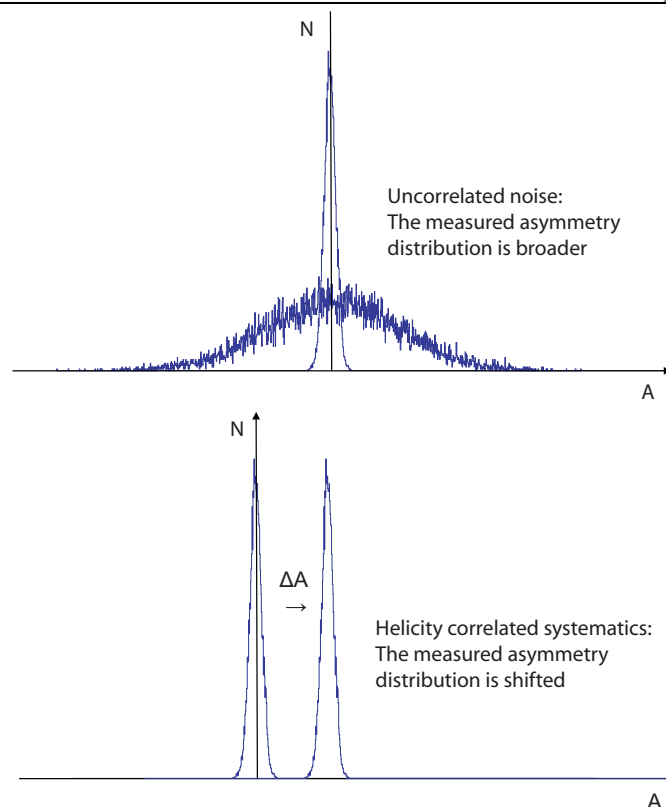 N
Uncorrelated noise:
The measured asymmetry
distribution is broader
A
N
ΔA
→
Helicity correlated systematics:
The measured asymmetry
distribution is shifted
A